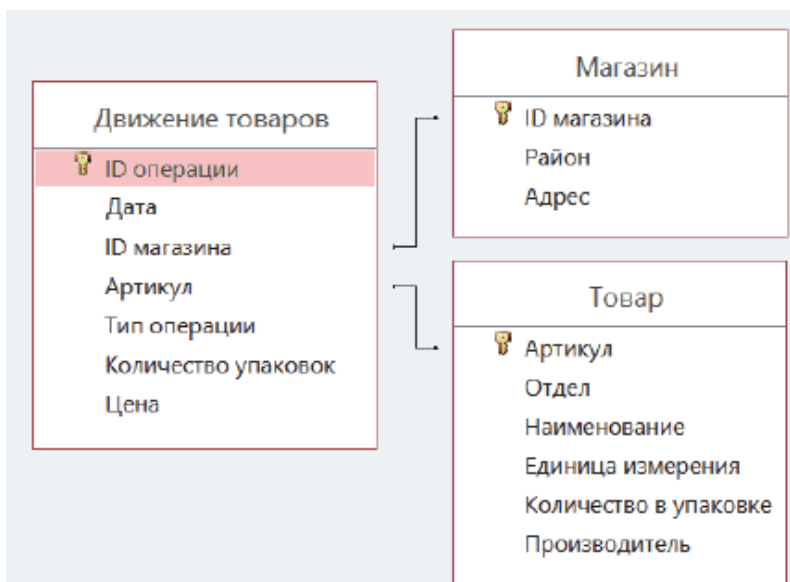 Движение товаров
ID операции
Дата
ID магазина
Артикул
Тип операции
Количество упаковок
Цена
Магазин
ID магазина
Район
Адрес
Товар
Артикул
Отдел
Наименование
Единица измерения
Количество в упаковке
Производитель